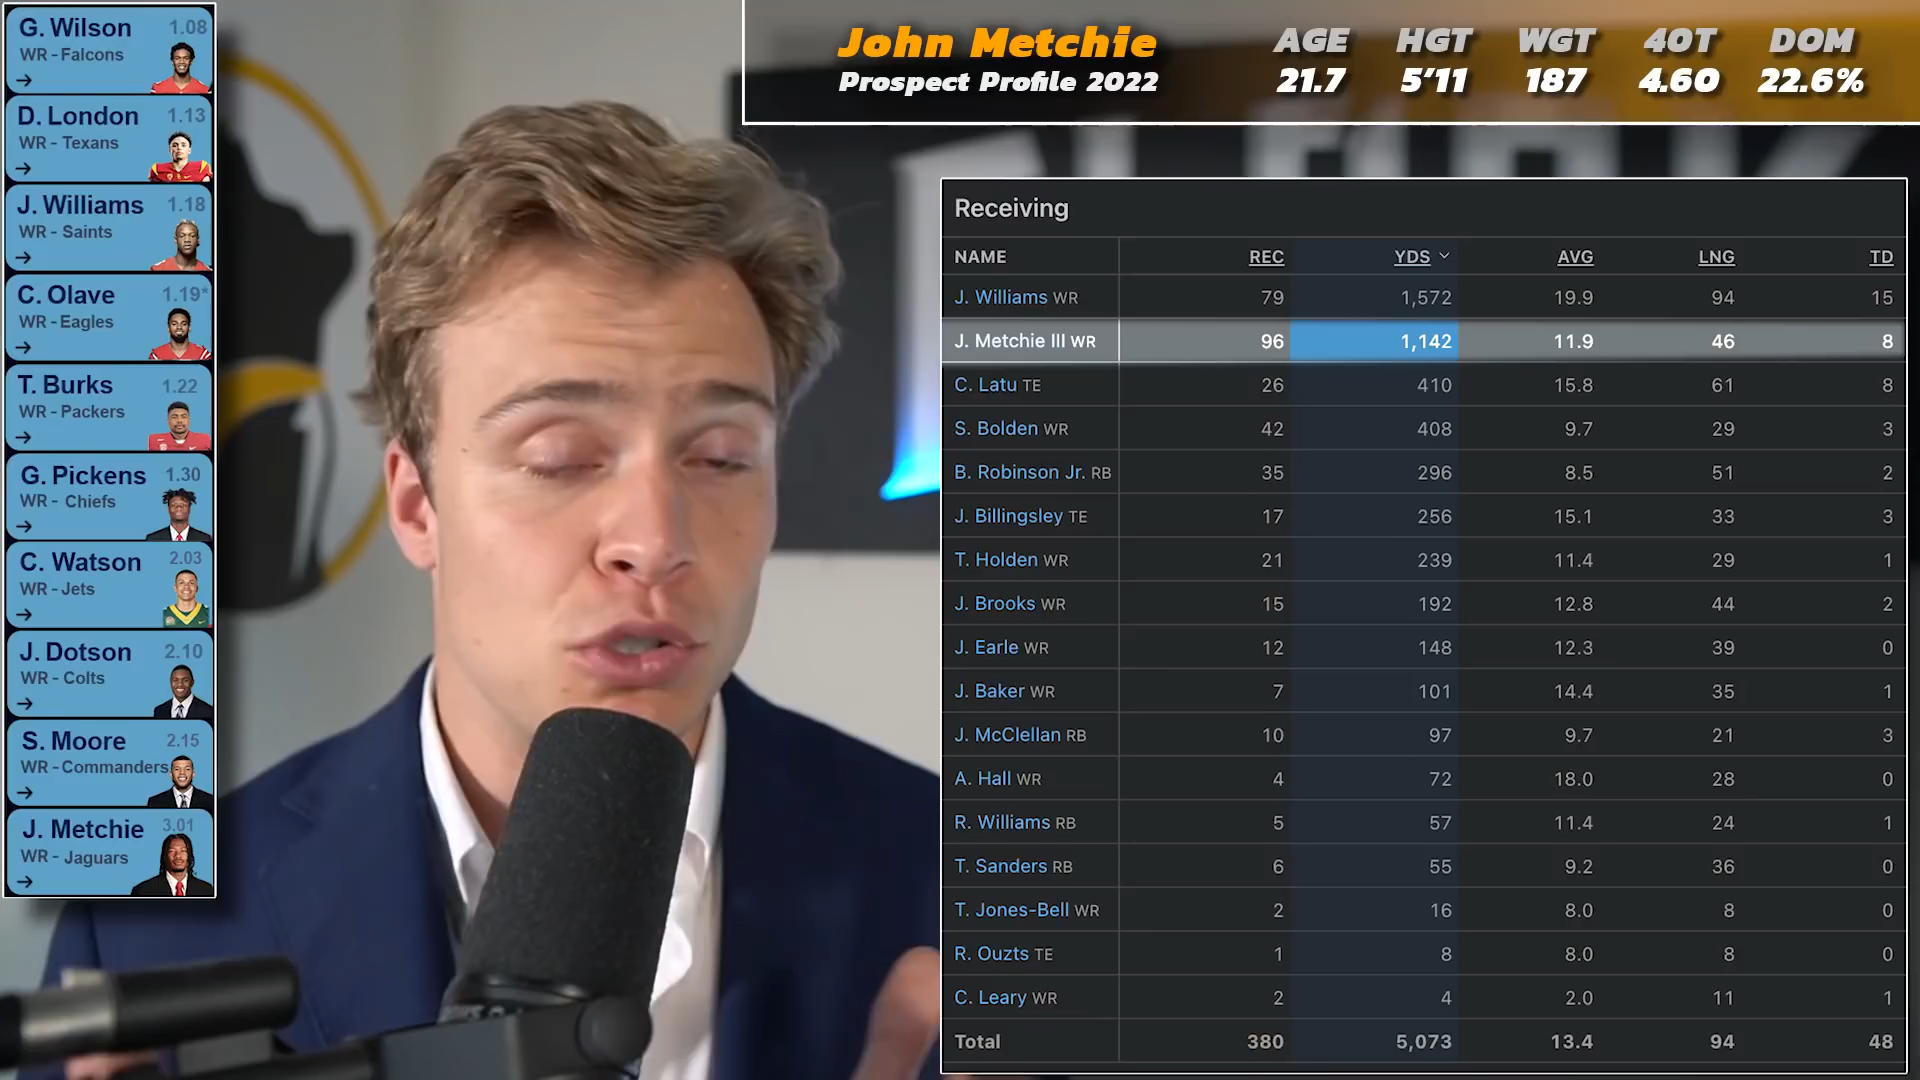 G. Wilson 1.08
WR - Falcons
→
D. London 1.13
WR - Texans
→
J. Williams 1.18
WR - Saints
→
C. Olave 1.19*
WR - Eagles
→
T. Burks 1.22
WR - Packers
→
G. Pickens 1.30
WR - Chiefs
→
C. Watson 2.03
WR - Jets
→
J. Dotson 2.10
WR - Colts
→
S. Moore 2.15
WR - Commanders
→
J. Metchie 3.01
WR - Jaguars
→
John Metchie
Prospect Profile 2022
AGE HGT WGT 40T DOM
21.7 5'11 187 4.60 22.6%
Receiving
NAME REC YDS AVG LNG TD
J. Williams WR 79 1,572 19.9 94 15
J. Metchie III WR 96 1,142 11.9 46 8
C. Latu TE 26 410 15.8 61 8
S. Bolden WR 42 408 9.7 29 3
B. Robinson Jr. RB 35 296 8.5 51 2
J. Billingsley TE 17 256 15.1 33 3
T. Holden WR 21 239 11.4 29 1
J. Brooks WR 15 192 12.8 44 2
J. Earle WR 12 148 12.3 39 0
J. Baker WR 7 101 14.4 35 1
J. McClellan RB 10 97 9.7 21 3
A. Hall WR 4 72 18.0 28 0
R. Williams RB 5 57 11.4 24 1
T. Sanders RB 6 55 9.2 36 0
T. Jones-Bell WR 2 16 8.0 8 0
R. Ouzts TE 1 8 8.0 8 0
C. Leary WR 2 4 2.0 11 1
Total 380 5,073 13.4 94 48